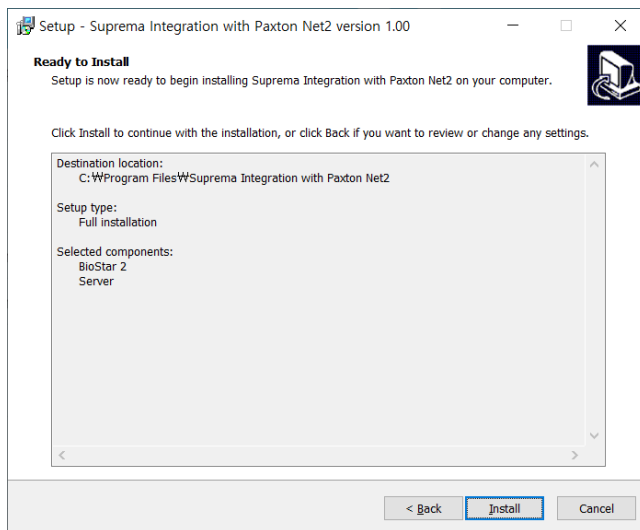 Setup - Suprema Integration with Paxton Net2 version 1.00
Ready to Install
Setup is now ready to begin installing Suprema Integration with Paxton Net2 on your computer.
Click Install to continue with the installation, or click Back if you want to review or change any settings.
Destination location:
C:₩Program Files₩Suprema Integration with Paxton Net2
Setup type:
Full installation
Selected components:
BioStar 2
Server
< Back
Install
Cancel